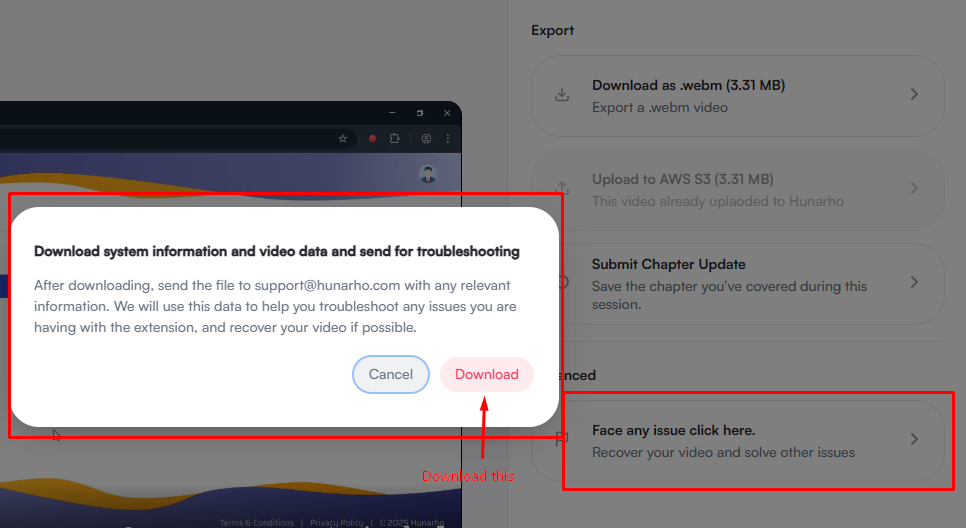 Export
Download as .webm (3.31 MB)
Export a .webm video
Upload to AWS S3 (3.31 MB)
This video already uplaoded to Hunarho
Submit Chapter Update
Save the chapter you've covered during this
session.
Download system information and video data and send for troubleshooting
After downloading, send the file to support@hunarho.com with any relevant
information. We will use this data to help you troubleshoot any issues you are
having with the extension, and recover your video if possible.
Cancel
Download
Download this
nced
Face any issue click here.
Recover your video and solve other issues
Terms & Conditions | Privacy Policy | © 2025 Hunarho